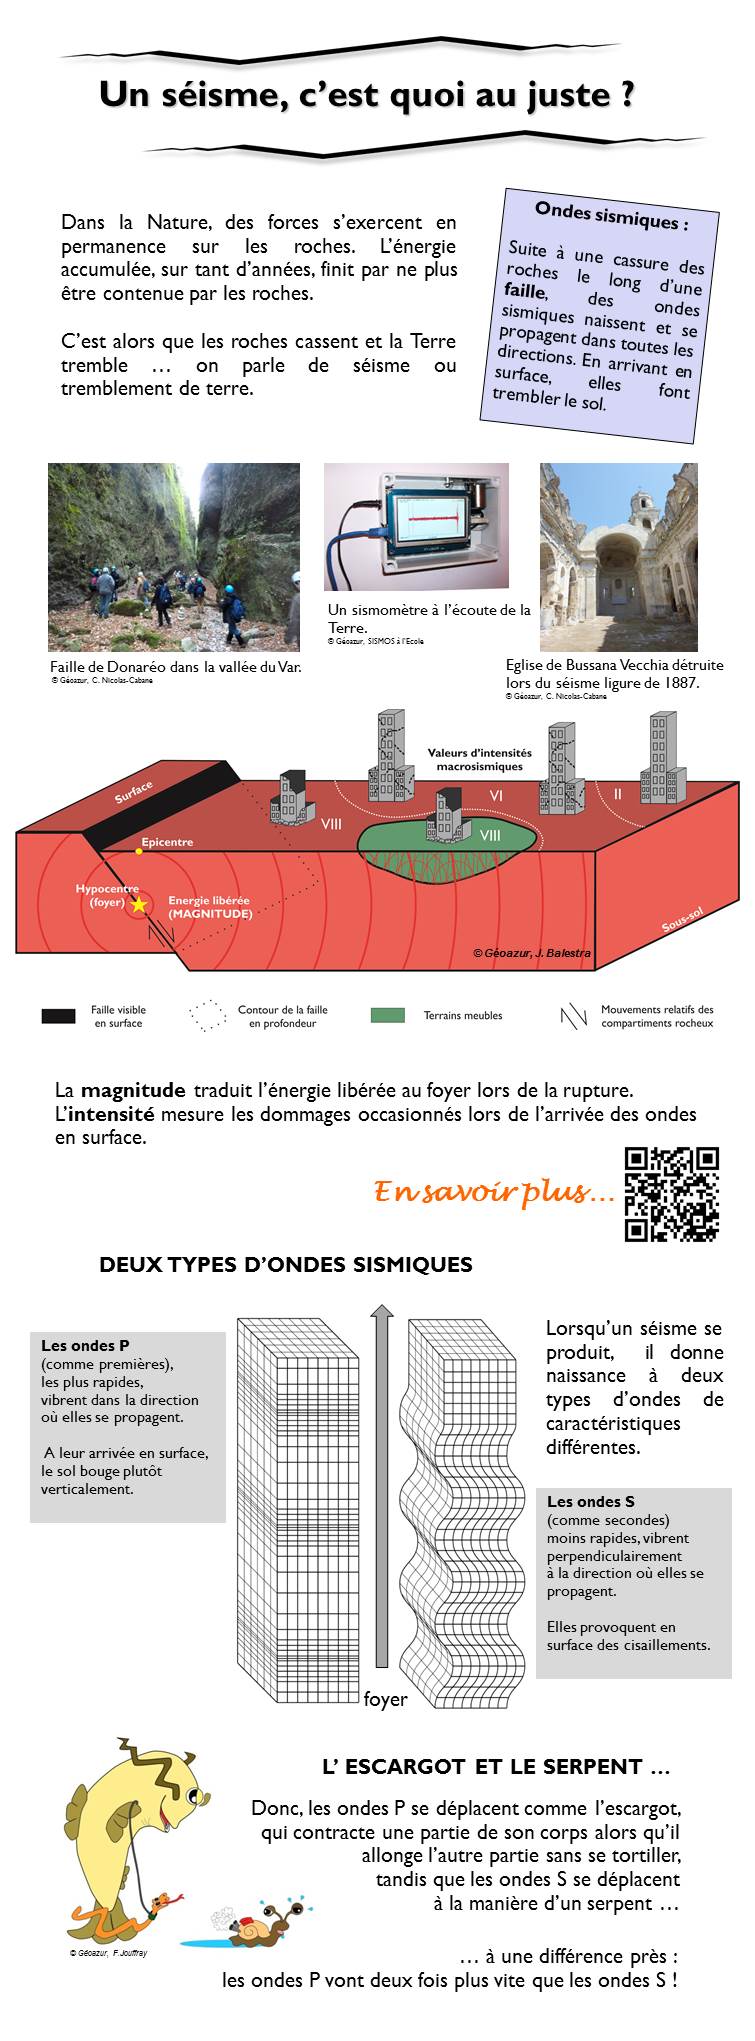 Un séisme, c’est quoi au juste ?
Dans la Nature, des forces s’exercent en
permanence sur les roches. L’énergie
accumulée, sur tant d’années, finit par ne plus
être contenue par les roches.
C’est alors que les roches cassent et la Terre
tremble … on parle de séisme ou
tremblement de terre.
Ondes sismiques :
Suite à une cassure des
roches le long d’une
faille, des ondes
sismiques naissent et se
propagent dans toutes les
directions. En arrivant en
surface, elles font
trembler le sol.
Faille de Donaréo dans la vallée du Var.
© Géoazur, C. Nicolas-Cabane
Un sismomètre à l’écoute de la
Terre.
© Géoazur, SISMOS à l’Ecole
Eglise de Bussana Vecchia détruite
lors du séisme ligure de 1887.
© Géoazur, C. Nicolas-Cabane
Valeurs d’intensités
macrosismiques
Surface
VIII
VI
II
VIII
Epicentre
Hypocentre
(foyer)
Energie libérée
(MAGNITUDE)
Sous-sol
© Géoazur, J. Balestra
Faille visible
en surface
Contour de la faille
en profondeur
Terrains meubles
Mouvements relatifs des
compartiments rocheux
La magnitude traduit l’énergie libérée au foyer lors de la rupture.
L’intensité mesure les dommages occasionnés lors de l’arrivée des ondes
en surface.
En savoir plus…
DEUX TYPES D’ONDES SISMIQUES
Les ondes P
(comme premières),
les plus rapides,
vibrent dans la direction
où elles se propagent.
A leur arrivée en surface,
le sol bouge plutôt
verticalement.
foyer
Lorsqu’un séisme se
produit, il donne
naissance à deux
types d’ondes de
caractéristiques
différentes.
Les ondes S
(comme secondes)
moins rapides, vibrent
perpendiculairement
à la direction où elles se
propagent.
Elles provoquent en
surface des cisaillements.
L’ ESCARGOT ET LE SERPENT …
Donc, les ondes P se déplacent comme l’escargot,
qui contracte une partie de son corps alors qu’il
allonge l’autre partie sans se tortiller,
tandis que les ondes S se déplacent
à la manière d’un serpent …
© Géoazur, F. Jouffray
… à une différence près :
les ondes P vont deux fois plus vite que les ondes S !